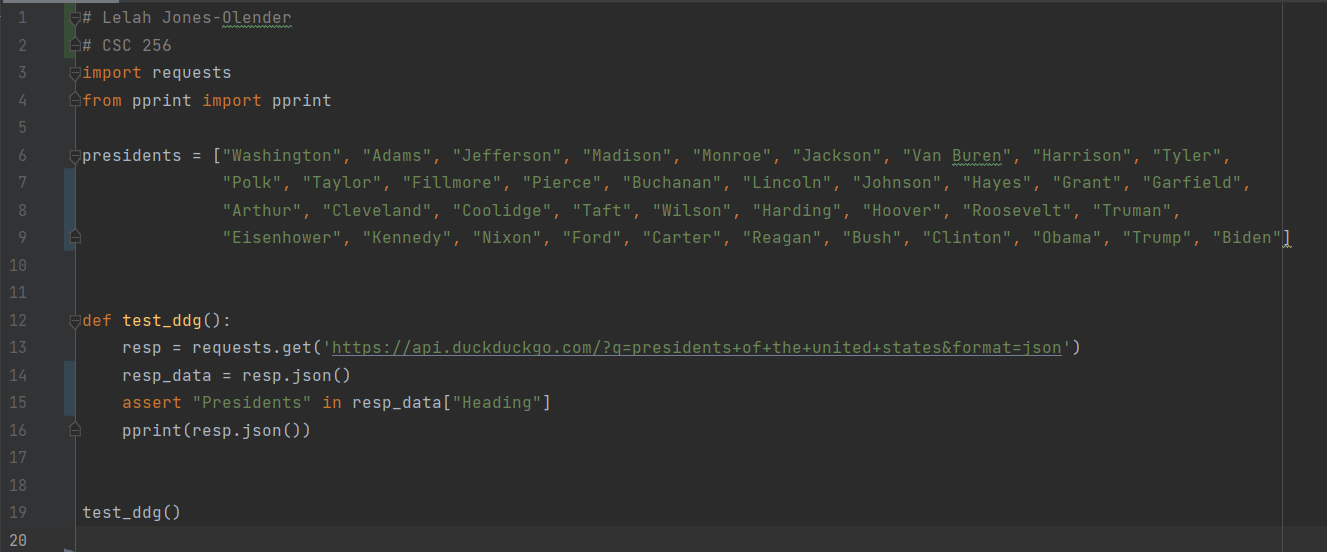 1 # Lelah Jones-Olender
2 # CSC 256
3 import requests
4 from pprint import pprint
5
6 presidents = ["Washington", "Adams", "Jefferson", "Madison", "Monroe", "Jackson", "Van Buren", "Harrison", "Tyler",
7 "Polk", "Taylor", "Fillmore", "Pierce", "Buchanan", "Lincoln", "Johnson", "Hayes", "Grant", "Garfield",
8 "Arthur", "Cleveland", "Coolidge", "Taft", "Wilson", "Harding", "Hoover", "Roosevelt", "Truman",
9 "Eisenhower", "Kennedy", "Nixon", "Ford", "Carter", "Reagan", "Bush", "Clinton", "Obama", "Trump", "Biden"]
10
11
12 def test_ddg():
13 resp = requests.get('https://api.duckduckgo.com/?q=presidents+of+the+united+states&format=json')
14 resp_data = resp.json()
15 assert "Presidents" in resp_data["Heading"]
16 pprint(resp.json())
17
18
19 test_ddg()
20